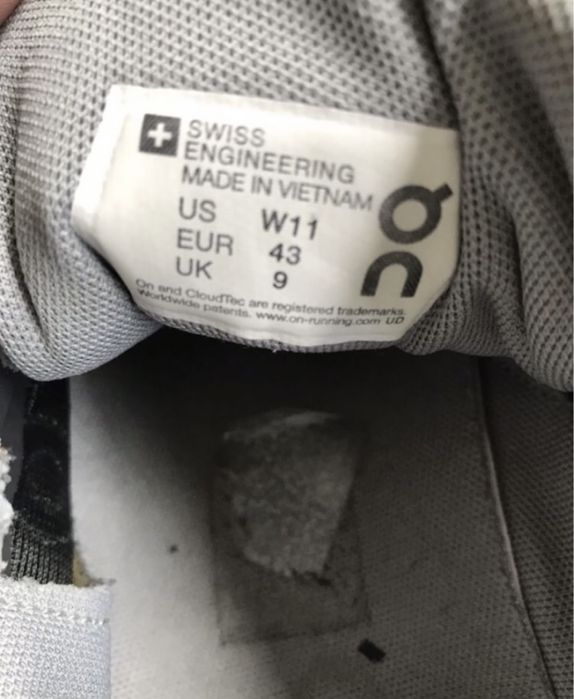 SWISS
ENGINEERING
MADE IN VIETNAM
US W11
EUR 43
UK 9
On
On and CloudTec are registered trademarks.
Worldwide patents. www.on-running.com UD